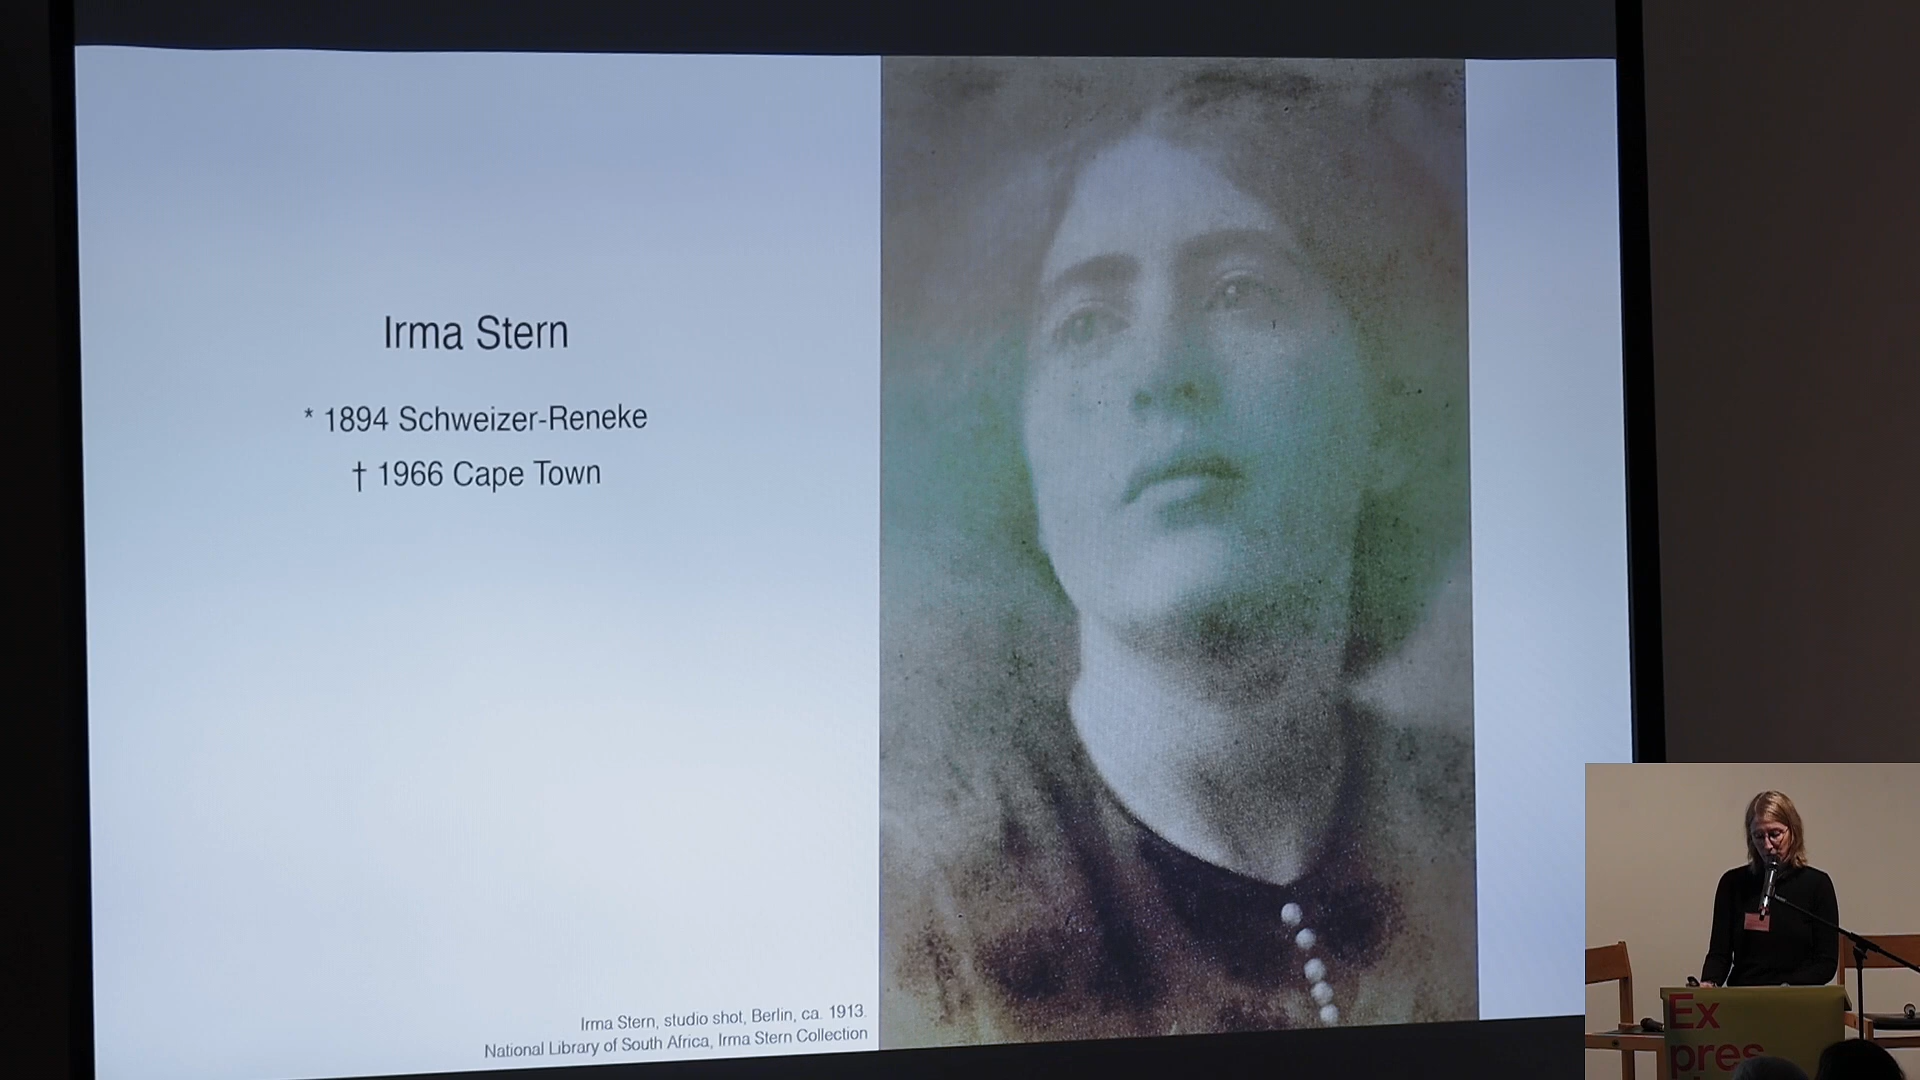 Irma Stern
* 1894 Schweizer-Reneke
† 1966 Cape Town
Irma Stern, studio shot, Berlin, ca. 1913.
National Library of South Africa, Irma Stern Collection
Ex
pres